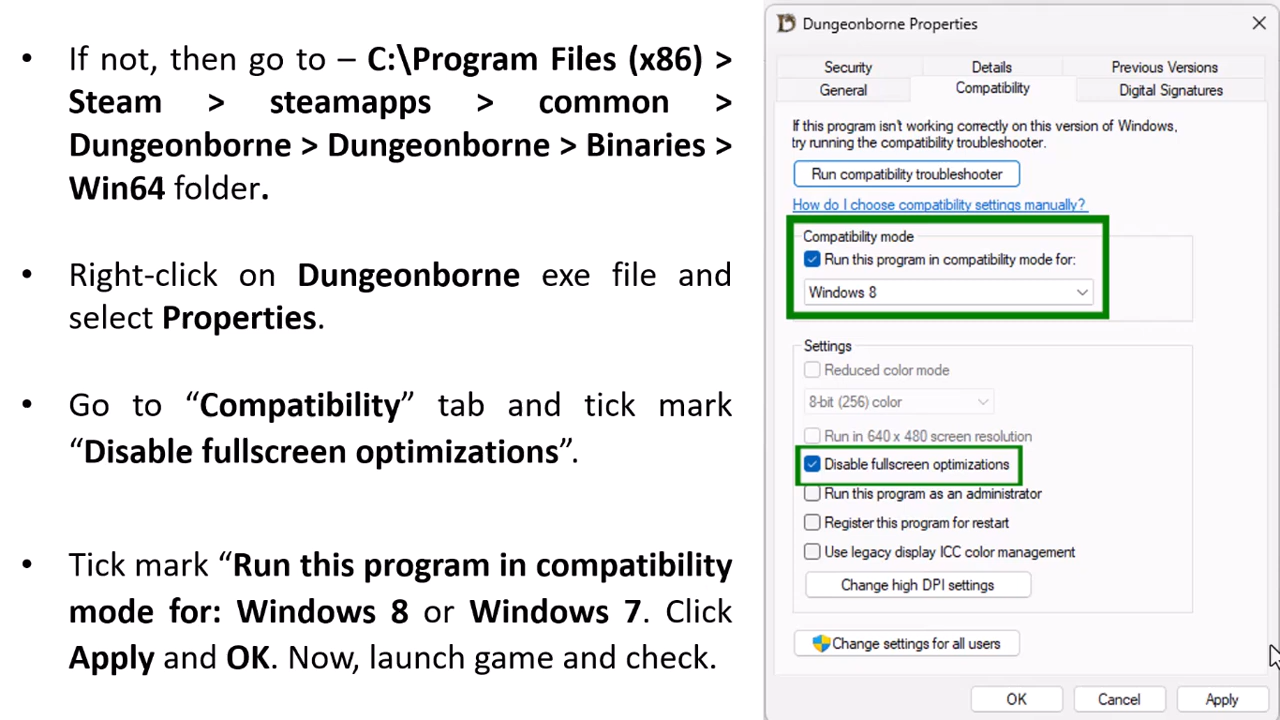 • If not, then go to – C:\Program Files (x86) >
Steam > steamapps > common >
Dungeonborne > Dungeonborne > Binaries >
Win64 folder.
• Right-click on Dungeonborne exe file and
select Properties.
• Go to “Compatibility” tab and tick mark
“Disable fullscreen optimizations”.
• Tick mark “Run this program in compatibility
mode for: Windows 8 or Windows 7. Click
Apply and OK. Now, launch game and check.
Dungeonborne Properties
Security Details Previous Versions
General Compatibility Digital Signatures
If this program isn't working correctly on this version of Windows,
try running the compatibility troubleshooter.
Run compatibility troubleshooter
How do I choose compatibility settings manually?
Compatibility mode
Run this program in compatibility mode for:
Windows 8
Settings
Reduced color mode
8-bit (256) color
Run in 640 x 480 screen resolution
Disable fullscreen optimizations
Run this program as an administrator
Register this program for restart
Use legacy display ICC color management
Change high DPI settings
Change settings for all users
OK Cancel Apply